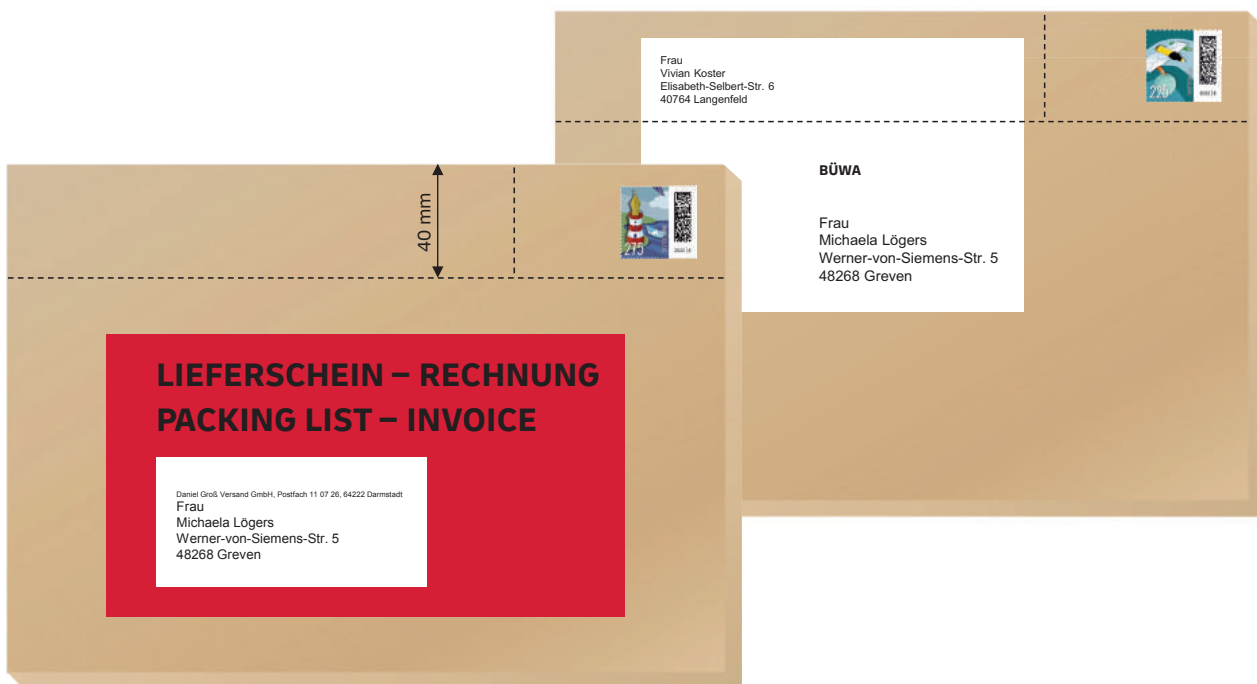 Frau
Vivian Koster
Elisabeth-Selbert-Str. 6
40764 Langenfeld
225
BÜWA
Frau
Michaela Lögers
Werner-von-Siemens-Str. 5
48268 Greven
40 mm
275
LIEFERSCHEIN – RECHNUNG
PACKING LIST – INVOICE
Daniel Groß Versand GmbH, Postfach 11 07 26, 64222 Darmstadt
Frau
Michaela Lögers
Werner-von-Siemens-Str. 5
48268 Greven